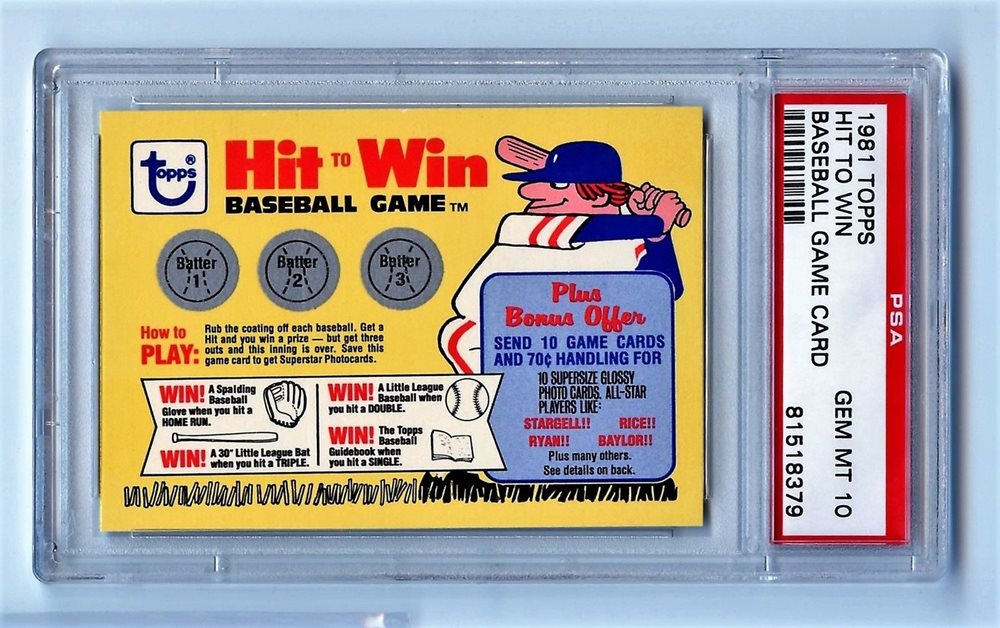 topps®
Hit TO Win
BASEBALL GAME™
Batter
1
Batter
2
Batter
3
How to
PLAY:
Rub the coating off each baseball. Get a
Hit and you win a prize — but get three
outs and this inning is over. Save this
game card to get Superstar Photocards.
WIN! A Spalding
Baseball
Glove when you hit a
HOME RUN.
WIN! A 30" Little League Bat
when you hit a TRIPLE.
WIN! A Little League
Baseball when
you hit a DOUBLE.
WIN! The Topps
Baseball
Guidebook when
you hit a SINGLE.
Plus
Bonus Offer
SEND 10 GAME CARDS
AND 70¢ HANDLING FOR
10 SUPERSIZE GLOSSY
PHOTO CARDS. ALL-STAR
PLAYERS LIKE:
STARGELL!! RICE!!
RYAN!! BAYLOR!!
Plus many others.
See details on back.
PSA
1981 TOPPS
HIT TO WIN
BASEBALL GAME CARD
GEM MT 10
81518379